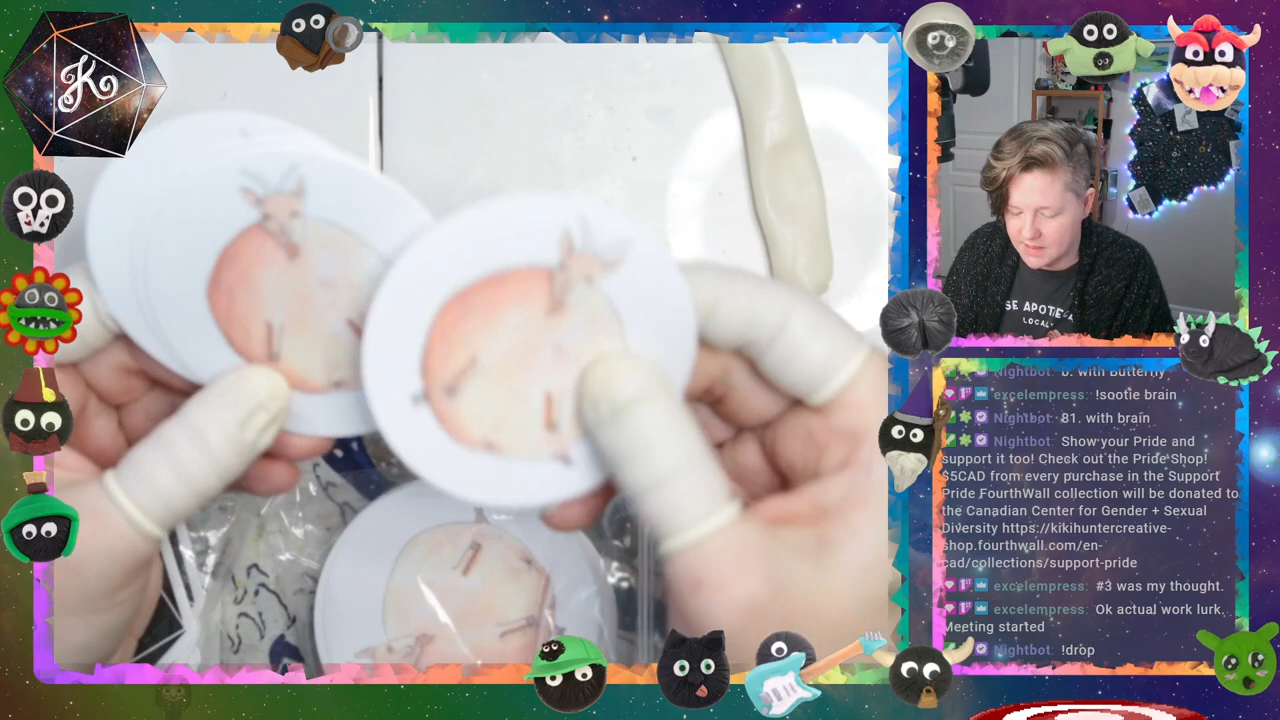 K
SE APOTE
LOCAL
Nightbot: 6. with Butterfly
excelempress: !sootie brain
Nightbot: 81. with brain
Nightbot: Show your Pride and
support it too! Check out the Pride Shop!
$5CAD from every purchase in the Support
Pride FourthWall collection will be donated to
the Canadian Center for Gender + Sexual
Diversity https://kikihuntercreative-
shop.fourthwall.com/en-
cad/collections/support-pride
excelempress: #3 was my thought.
excelempress: Ok actual work lurk.
Meeting started
Nightbot: !drop